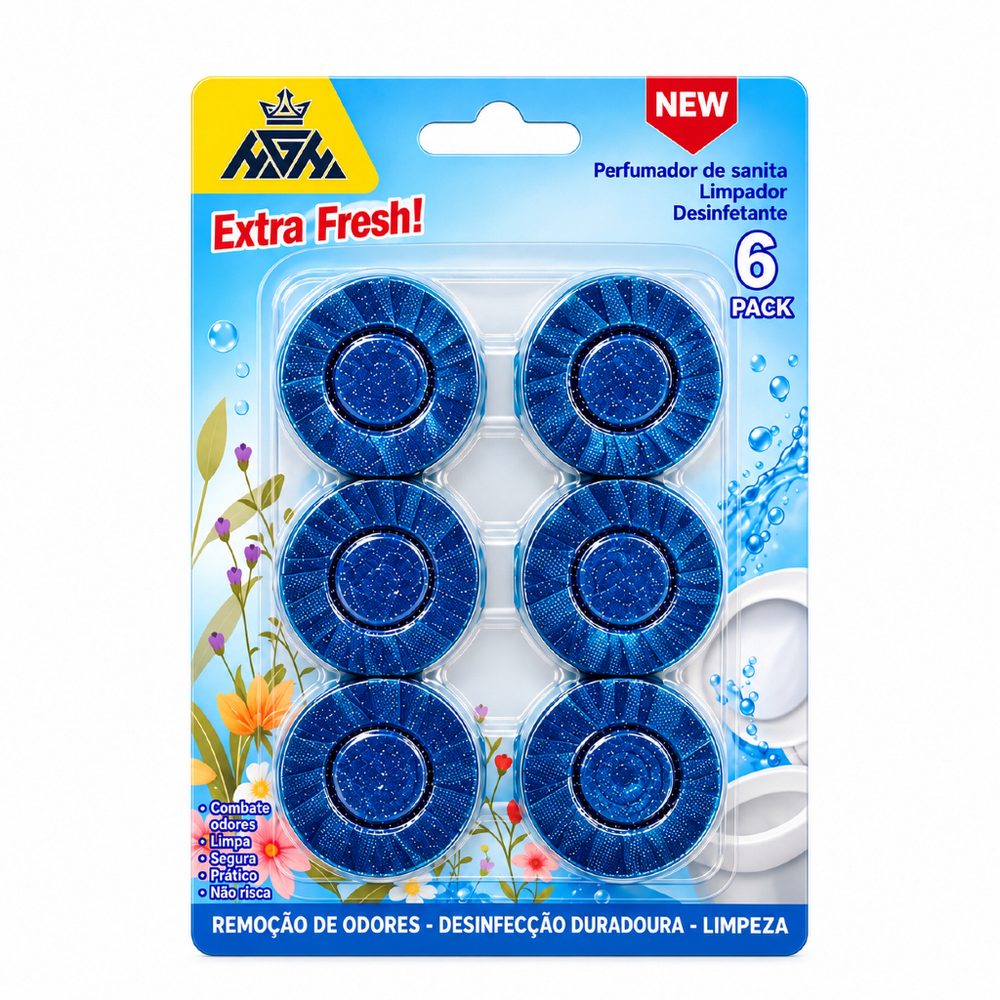 HGH
NEW
Perfumador de sanita
Limpador
Desinfetante
Extra Fresh!
6
PACK
• Combate
odores
• Limpa
• Segura
• Prático
• Não risca
REMOÇÃO DE ODORES - DESINFECÇÃO DURADOURA - LIMPEZA